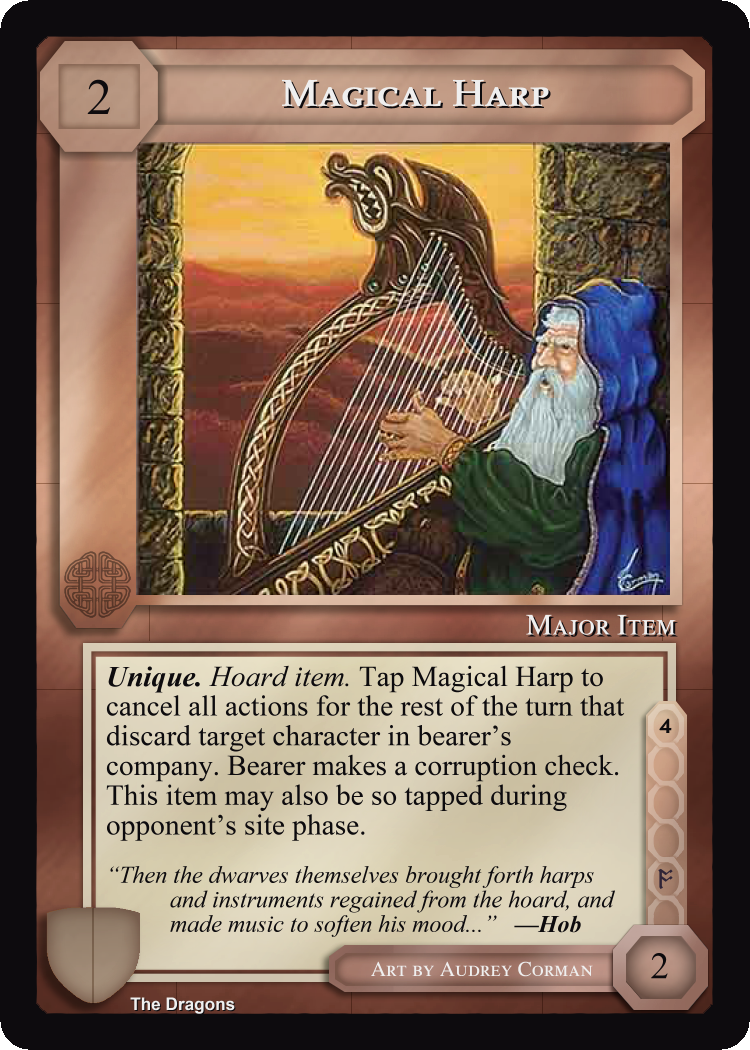 2
MAGICAL HARP
Corman
MAJOR ITEM
Unique. Hoard item. Tap Magical Harp to
cancel all actions for the rest of the turn that
discard target character in bearer’s
company. Bearer makes a corruption check.
This item may also be so tapped during
opponent’s site phase.
4
“Then the dwarves themselves brought forth harps
and instruments regained from the hoard, and
made music to soften his mood...” —Hob
ᚩ
ART BY AUDREY CORMAN
2
The Dragons